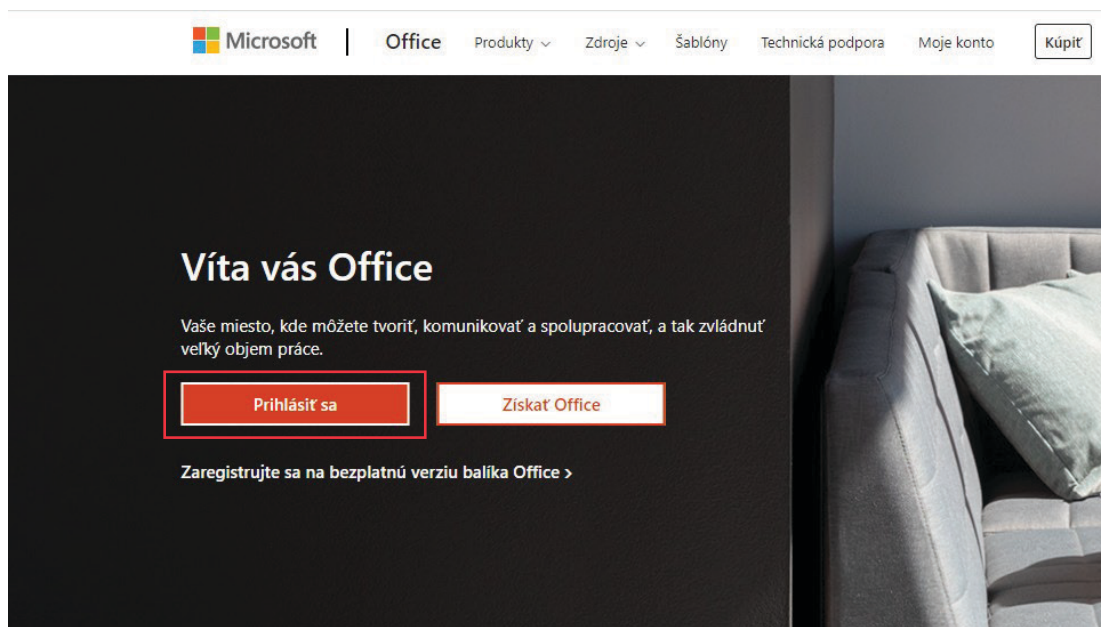 Microsoft Office Produkty Zdroje Šablóny Technická podpora Moje konto Kúpiť
Víta vás Office
Vaše miesto, kde môžete tvoriť, komunikovať a spolupracovať, a tak zvládnuť
veľký objem práce.
Prihlásiť sa Získať Office
Zaregistrujte sa na bezplatnú verziu balíka Office >